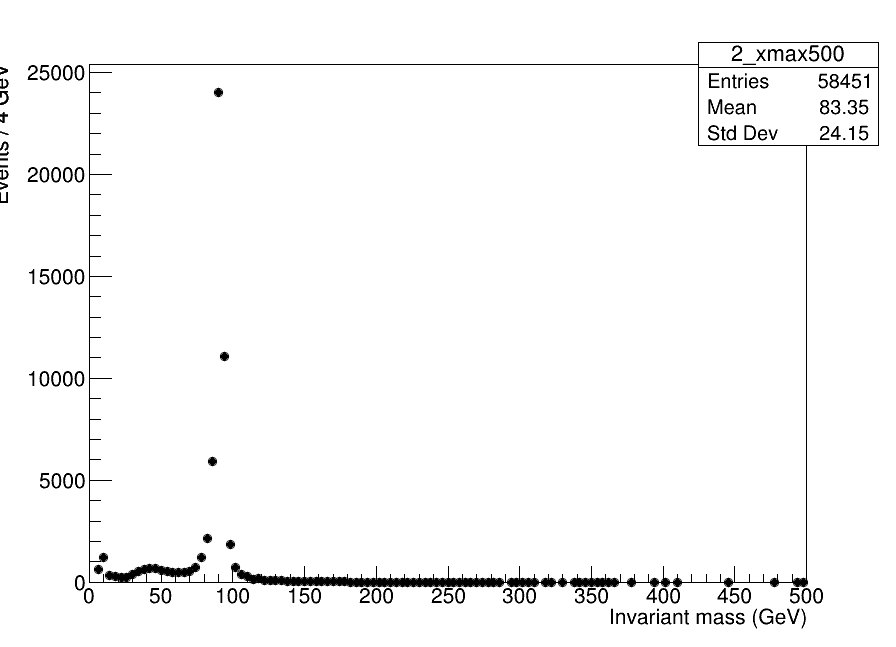 2_xmax500
Entries 58451
Mean 83.35
Std Dev 24.15
Events / 4 GeV
25000
20000
15000
10000
5000
0
0 50 100 150 200 250 300 350 400 450 500
Invariant mass (GeV)